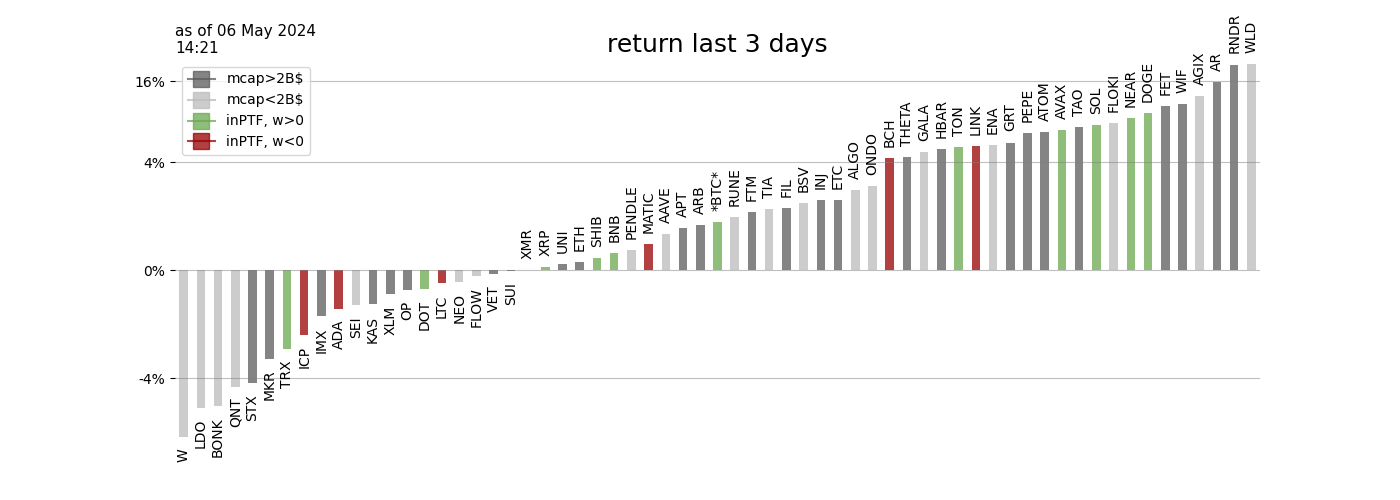 as of 06 May 2024
14:21
return last 3 days
mcap>2B$
mcap<2B$
inPTF, w>0
inPTF, w<0
16%
4%
0%
-4%
W
LDO
BONK
QNT
STX
MKR
TRX
ICP
IMX
ADA
SEI
KAS
XLM
OP
DOT
LTC
NEO
FLOW
VET
SUI
XMR
XRP
UNI
ETH
SHIB
BNB
PENDLE
MATIC
AAVE
APT
ARB
*BTC*
RUNE
FTM
TIA
FIL
BSV
INJ
ETC
ALGO
ONDO
BCH
THETA
GALA
HBAR
TON
LINK
ENA
GRT
PEPE
ATOM
AVAX
TAO
SOL
FLOKI
NEAR
DOGE
FET
WIF
AGIX
AR
RNDR
WLD